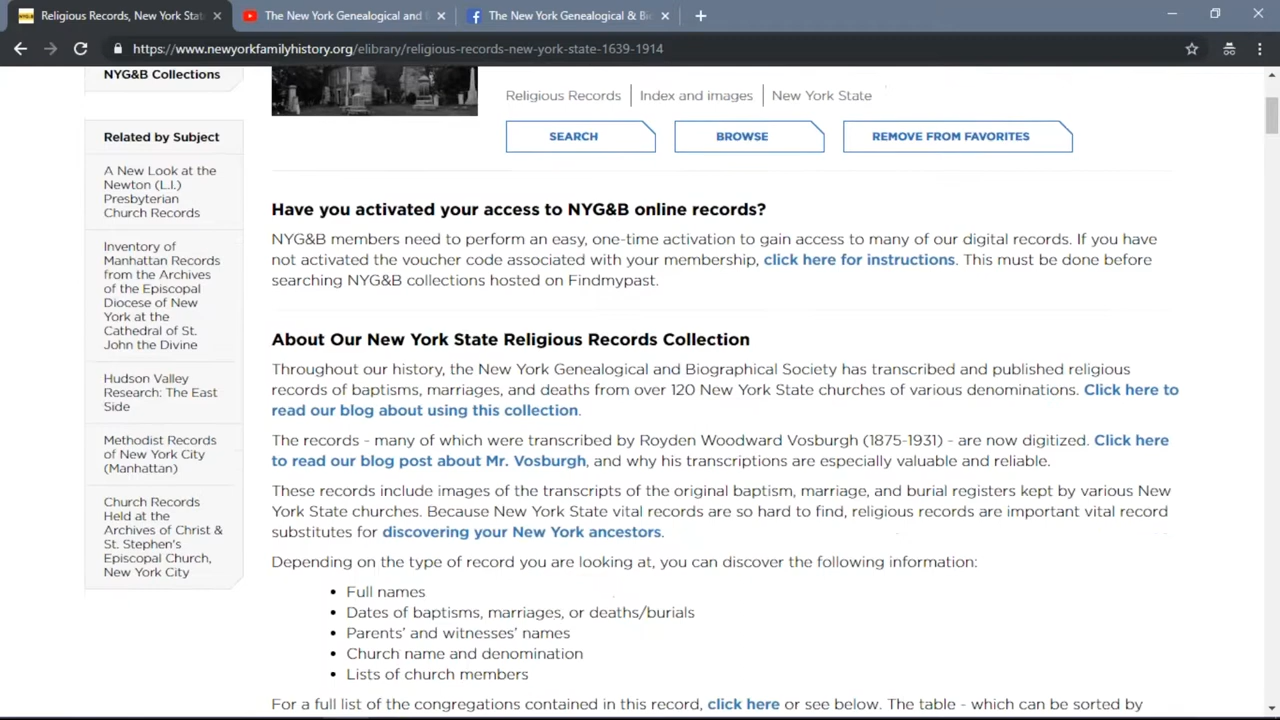 Religious Records, New York Stat
The New York Genealogical and
The New York Genealogical & Bi
https://www.newyorkfamilyhistory.org/elibrary/religious-records-new-york-state-1639-1914
NYG&B Collections
Related by Subject
A New Look at the
Newton (L.I.)
Presbyterian
Church Records
Inventory of
Manhattan Records
from the Archives
of the Episcopal
Diocese of New
York at the
Cathedral of St.
John the Divine
Hudson Valley
Research: The East
Side
Methodist Records
of New York City
(Manhattan)
Church Records
Held at the
Archives of Christ &
St. Stephen's
Episcopal Church,
New York City
Religious Records | Index and images | New York State
SEARCH BROWSE REMOVE FROM FAVORITES
Have you activated your access to NYG&B online records?
NYG&B members need to perform an easy, one-time activation to gain access to many of our digital records. If you have
not activated the voucher code associated with your membership, click here for instructions. This must be done before
searching NYG&B collections hosted on Findmypast.
About Our New York State Religious Records Collection
Throughout our history, the New York Genealogical and Biographical Society has transcribed and published religious
records of baptisms, marriages, and deaths from over 120 New York State churches of various denominations. Click here to
read our blog about using this collection.
The records - many of which were transcribed by Royden Woodward Vosburgh (1875-1931) - are now digitized. Click here
to read our blog post about Mr. Vosburgh, and why his transcriptions are especially valuable and reliable.
These records include images of the transcripts of the original baptism, marriage, and burial registers kept by various New
York State churches. Because New York State vital records are so hard to find, religious records are important vital record
substitutes for discovering your New York ancestors.
Depending on the type of record you are looking at, you can discover the following information:
• Full names
• Dates of baptisms, marriages, or deaths/burials
• Parents' and witnesses' names
• Church name and denomination
• Lists of church members
For a full list of the congregations contained in this record, click here or see below. The table - which can be sorted by